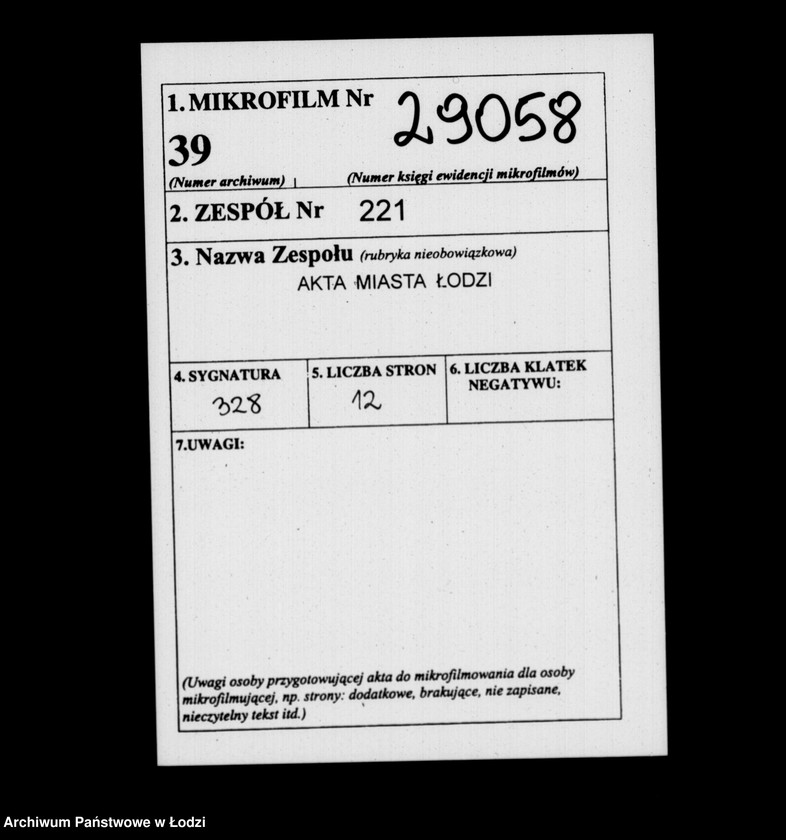 1. MIKROFILM Nr 29058
39
(Numer archiwum) (Numer księgi ewidencji mikrofilmów)
2. ZESPÓŁ Nr 221
3. Nazwa Zespołu (rubryka nieobowiązkowa)
AKTA MIASTA ŁODZI
4. SYGNATURA 5. LICZBA STRON 6. LICZBA KLATEK
NEGATYWU:
328 12
7.UWAGI:
(Uwagi osoby przygotowującej akta do mikrofilmowania dla osoby
mikrofilmującej, np. strony: dodatkowe, brakujące, nie zapisane,
nieczytelny tekst itd.)
Archiwum Państwowe w Łodzi